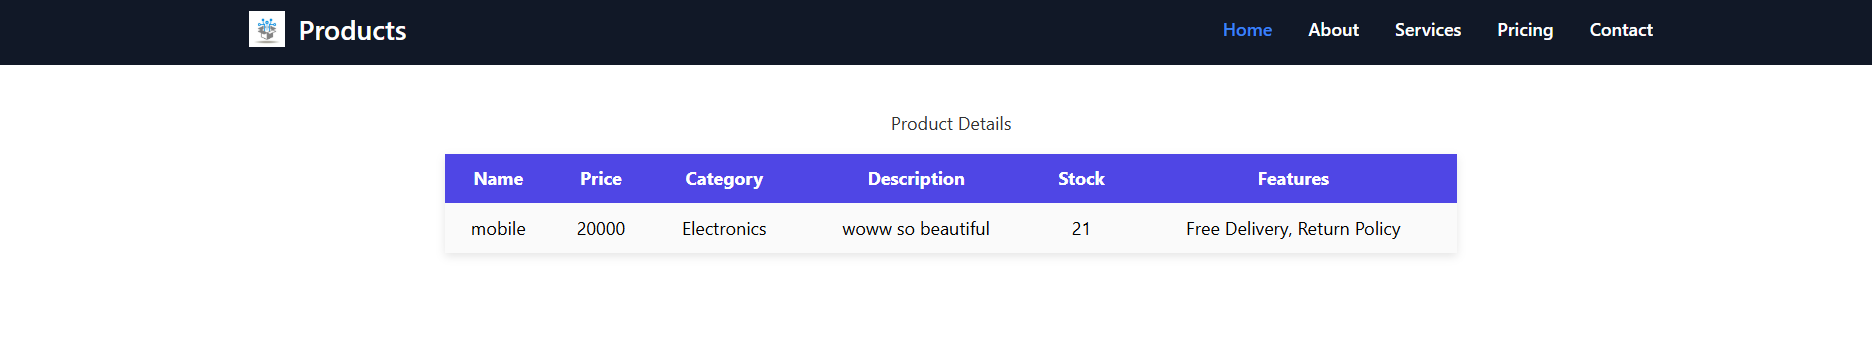 Products Home About Services Pricing Contact
Product Details
Name Price Category Description Stock Features
mobile 20000 Electronics woww so beautiful 21 Free Delivery, Return Policy